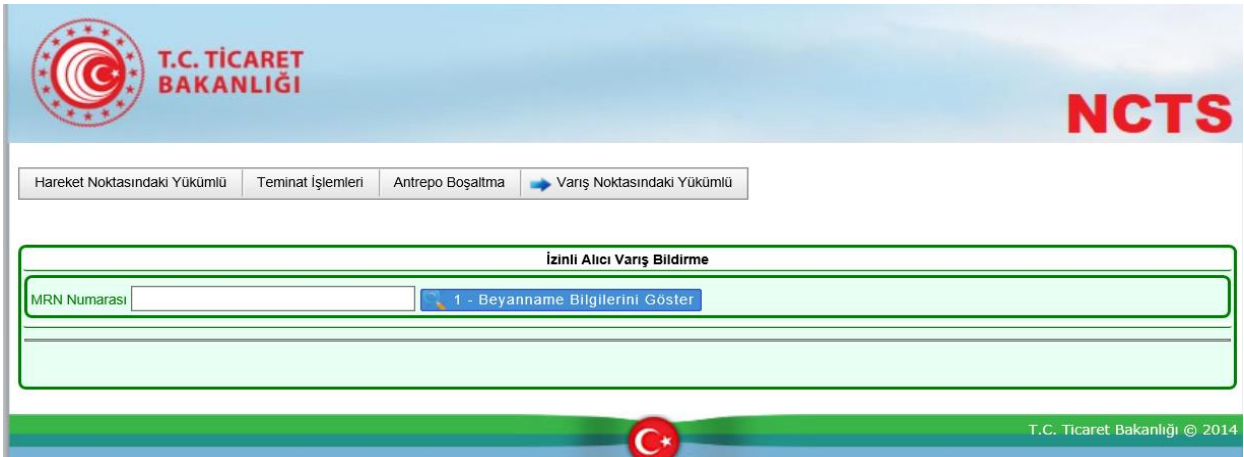 T.C. TİCARET
BAKANLIĞI
NCTS
Hareket Noktasındaki Yükümlü Teminat İşlemleri Antrepo Boşaltma Varış Noktasındaki Yükümlü
İzinli Alıcı Varış Bildirme
MRN Numarası 1 - Beyanname Bilgilerini Göster
T.C. Ticaret Bakanlığı © 2014